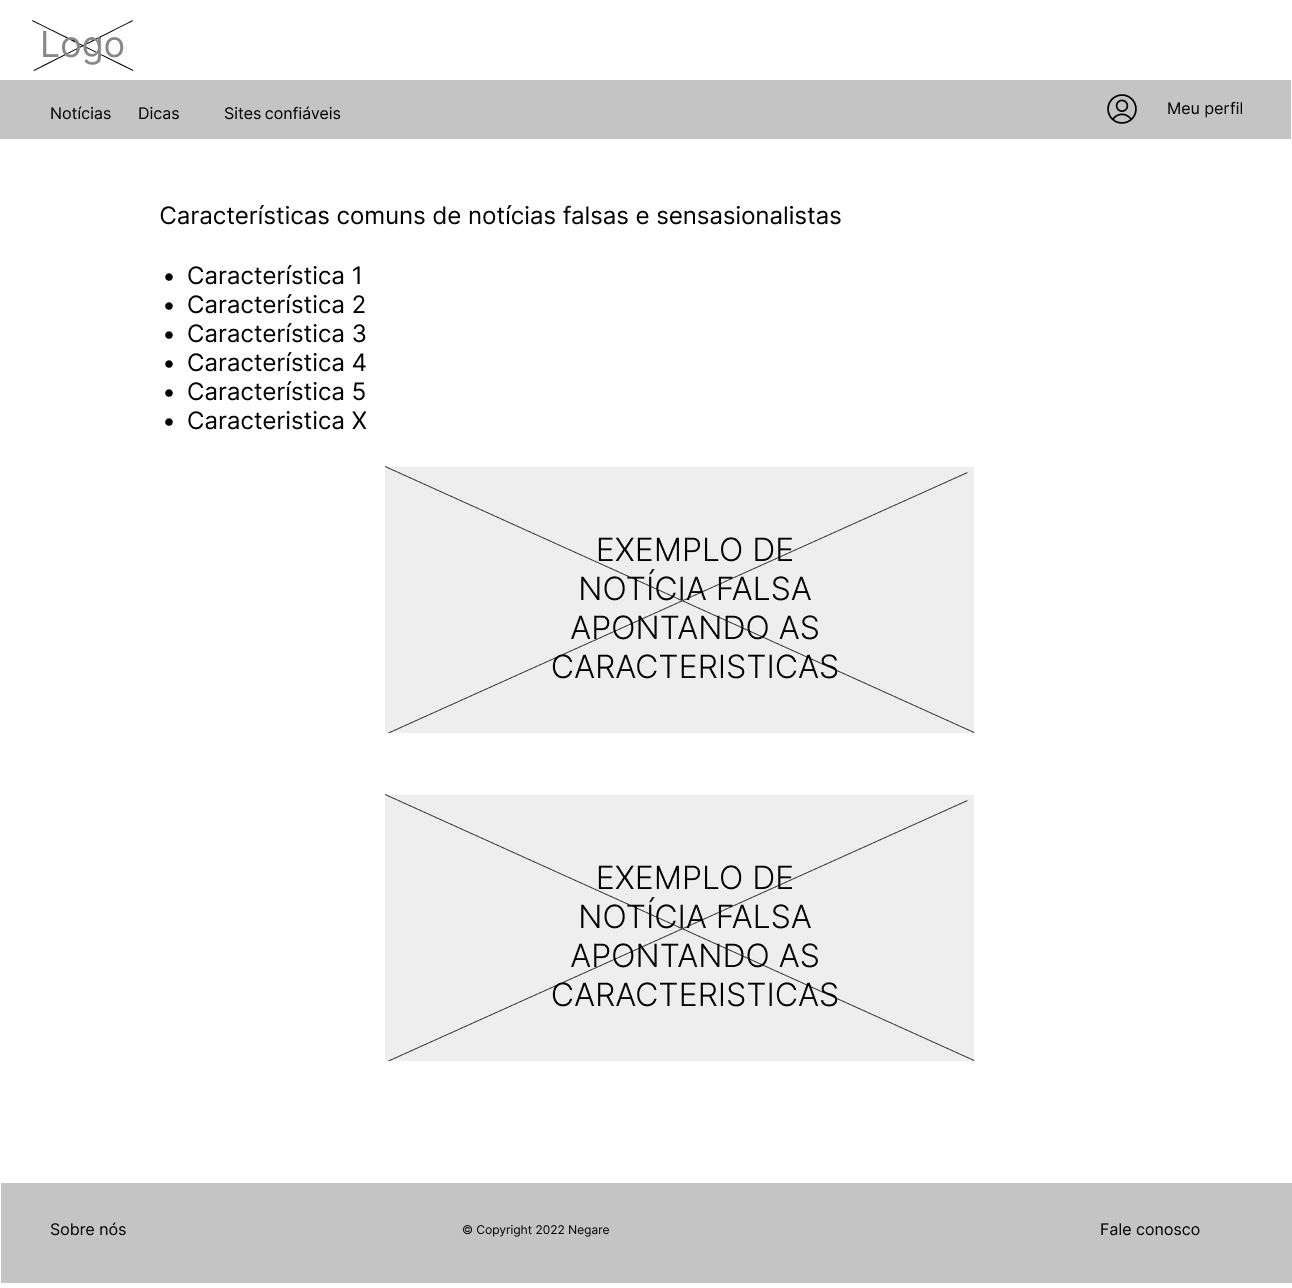 Logo
Notícias Dicas Sites confiáveis Meu perfil
Características comuns de notícias falsas e sensasionalistas
• Característica 1
• Característica 2
• Característica 3
• Característica 4
• Característica 5
• Caracteristica X
EXEMPLO DE
NOTÍCIA FALSA
APONTANDO AS
CARACTERISTICAS
EXEMPLO DE
NOTÍCIA FALSA
APONTANDO AS
CARACTERISTICAS
Sobre nós © Copyright 2022 Negare Fale conosco